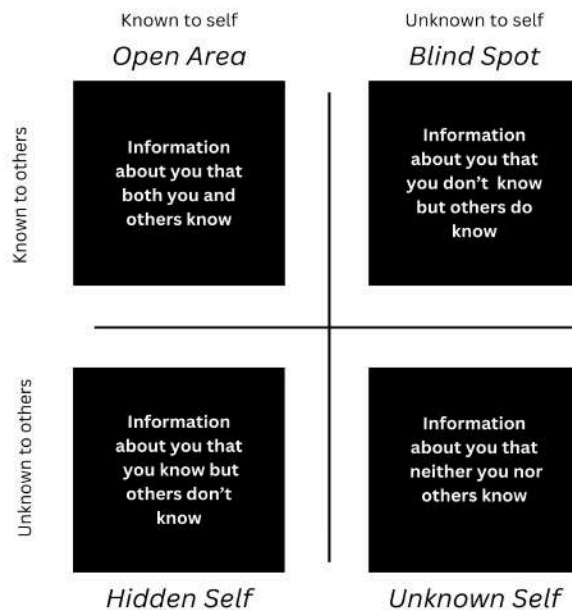 Known to self
Unknown to self
Open Area
Blind Spot
Known to others
Information
about you that
both you and
others know
Information
about you that
you don’t know
but others do
know
Unknown to others
Information
about you that
you know but
others don’t
know
Information
about you that
neither you nor
others know
Hidden Self
Unknown Self